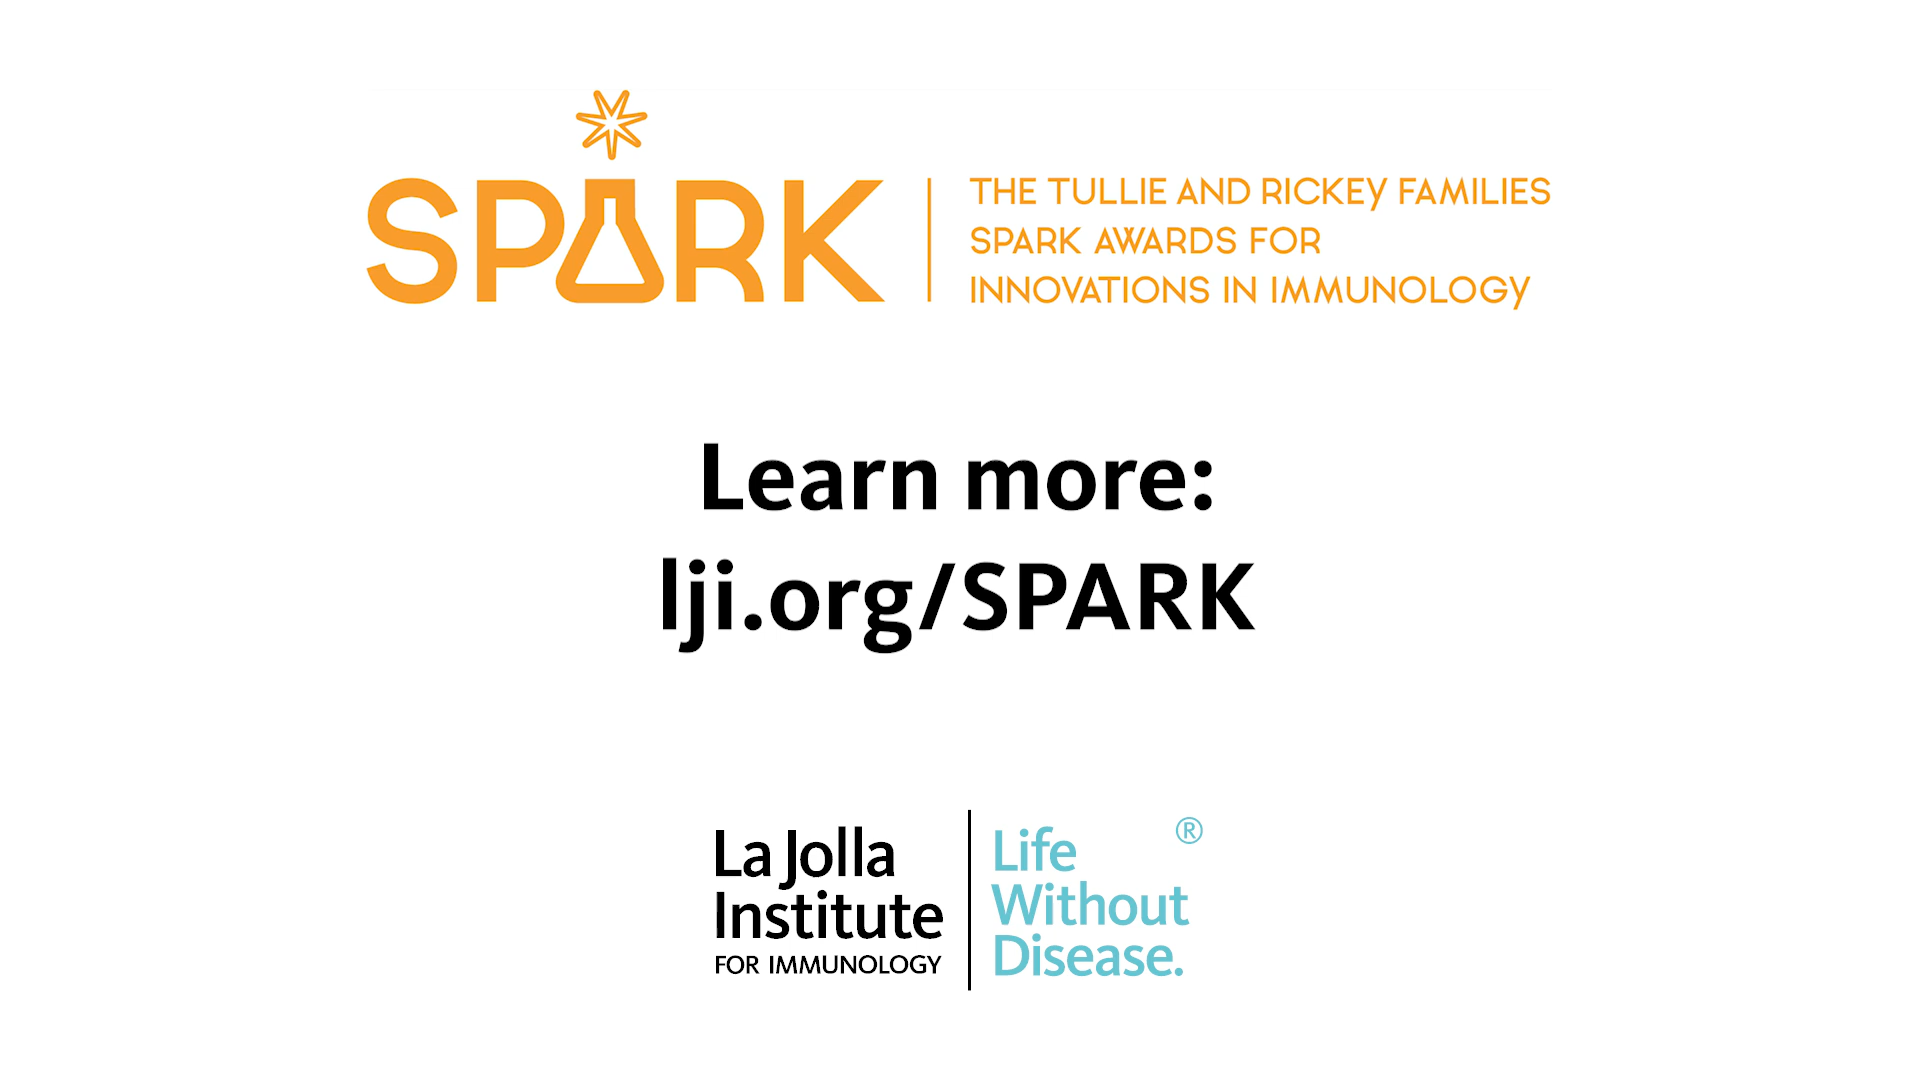 SPARK
THE TULLIE AND RICKEY FAMILIES
SPARK AWARDS FOR
INNOVATIONS IN IMMUNOLOGY
Learn more:
lji.org/SPARK
La Jolla
Institute
FOR IMMUNOLOGY
Life ®
Without
Disease.